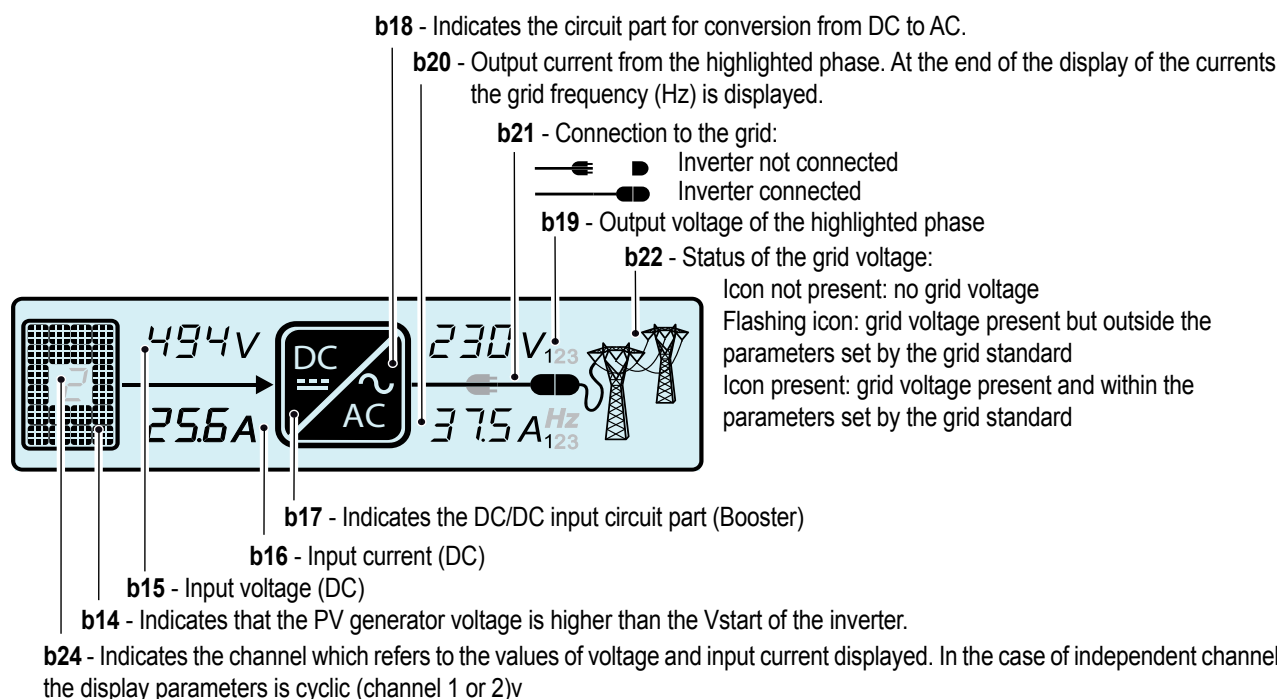 b18 - Indicates the circuit part for conversion from DC to AC.
b20 - Output current from the highlighted phase. At the end of the display of the currents
the grid frequency (Hz) is displayed.
b21 - Connection to the grid:
Inverter not connected
Inverter connected
b19 - Output voltage of the highlighted phase
b22 - Status of the grid voltage:
Icon not present: no grid voltage
Flashing icon: grid voltage present but outside the
parameters set by the grid standard
Icon present: grid voltage present and within the
parameters set by the grid standard
494V DC 230 V123
2
25.6A AC 37.5 A123 Hz
b17 - Indicates the DC/DC input circuit part (Booster)
b16 - Input current (DC)
b15 - Input voltage (DC)
b14 - Indicates that the PV generator voltage is higher than the Vstart of the inverter.
b24 - Indicates the channel which refers to the values of voltage and input current displayed. In the case of independent channel
the display parameters is cyclic (channel 1 or 2)v